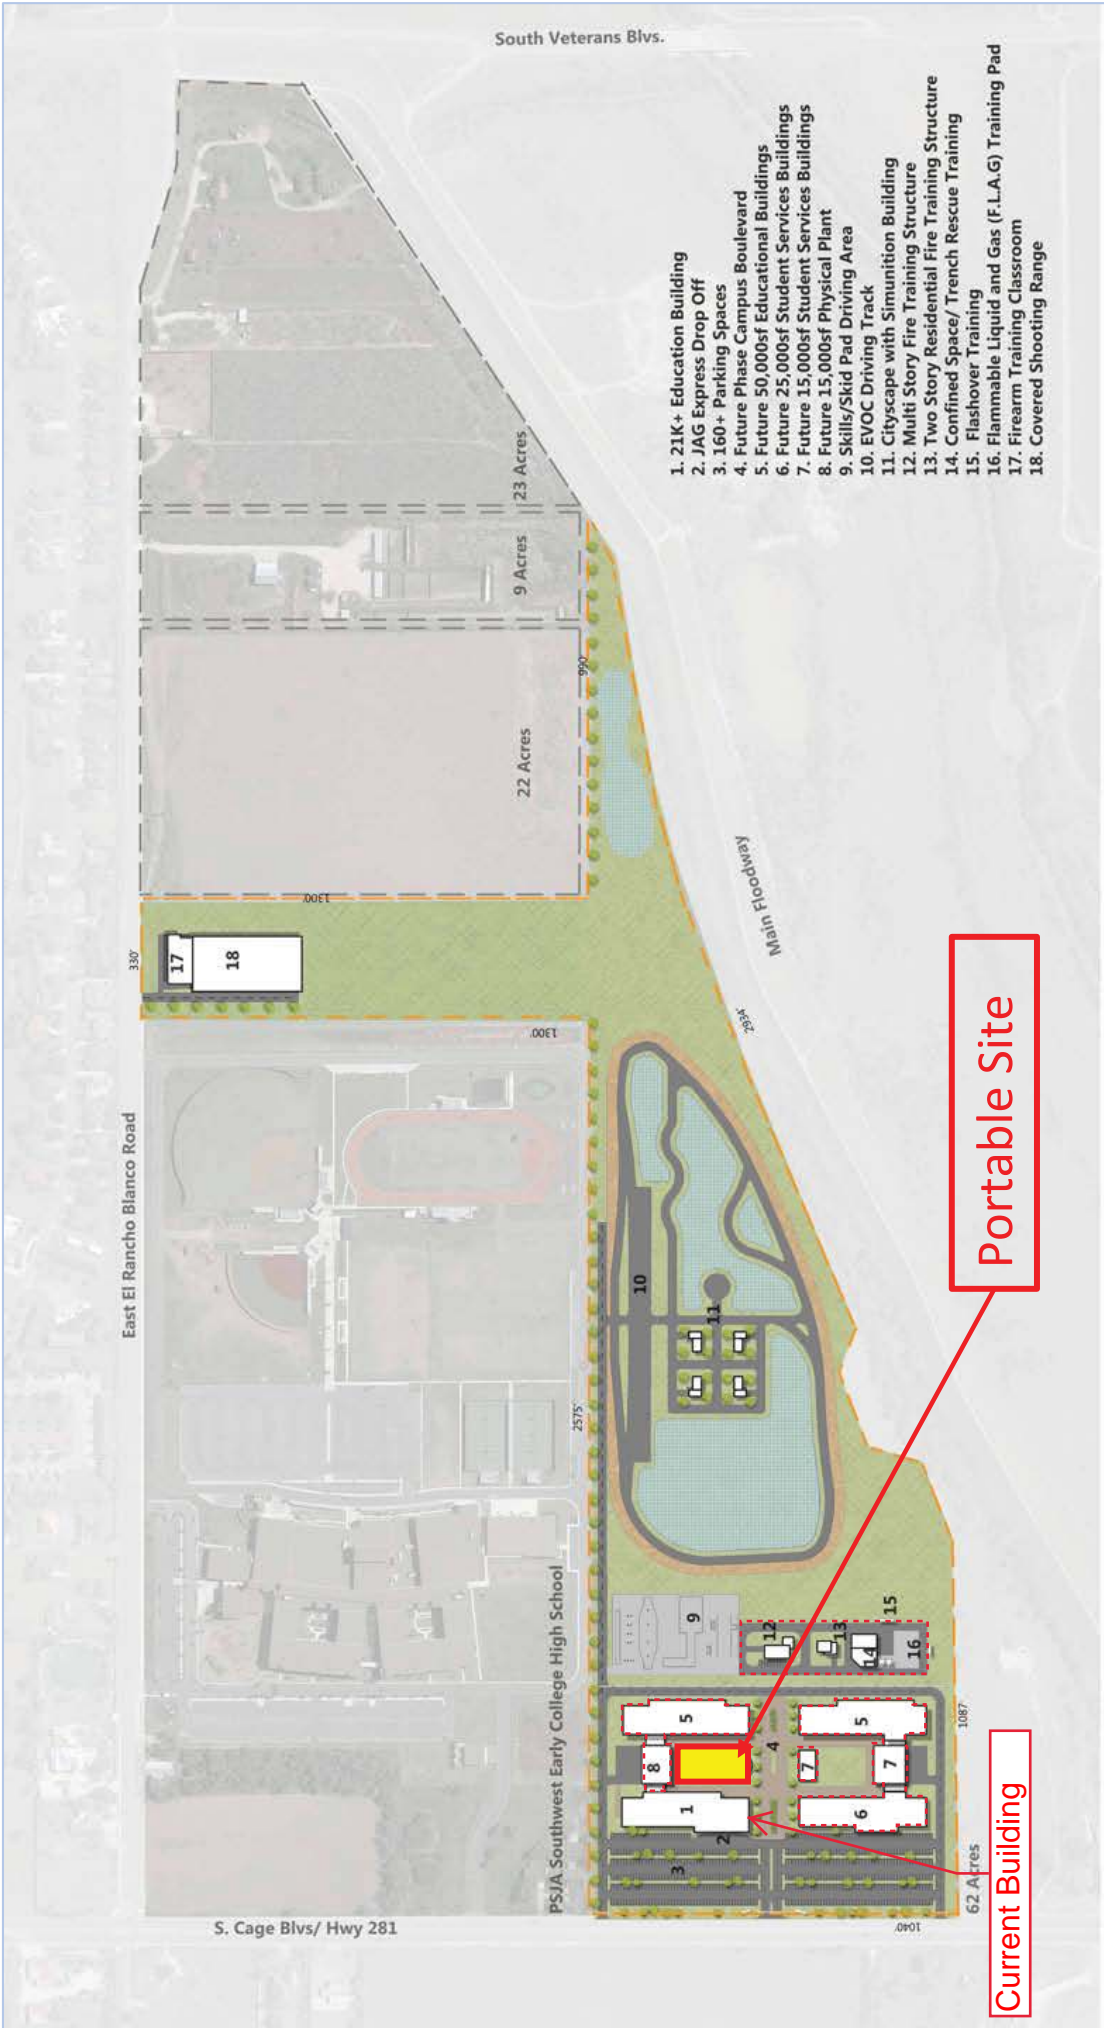 South Veterans Blvs.
East El Rancho Blanco Road
S. Cage Blvs/ Hwy 281
PSJA Southwest Early College High School
Main Floodway
23 Acres
9 Acres
22 Acres
62 Acres
330'
1300'
1300'
990'
2575'
2934'
1087'
1040'
1
2
3
4
5
5
6
7
7
8
9
10
11
12
13
14
15
16
17
18
Portable Site
Current Building
1. 21K+ Education Building
2. JAG Express Drop Off
3. 160+ Parking Spaces
4. Future Phase Campus Boulevard
5. Future 50,000sf Educational Buildings
6. Future 25,000sf Student Services Buildings
7. Future 15,000sf Student Services Buildings
8. Future 15,000sf Physical Plant
9. Skills/Skid Pad Driving Area
10. EVOC Driving Track
11. Cityscape with Simunition Building
12. Multi Story Fire Training Structure
13. Two Story Residential Fire Training Structure
14. Confined Space/ Trench Rescue Training
15. Flashover Training
16. Flammable Liquid and Gas (F.L.A.G) Training Pad
17. Firearm Training Classroom
18. Covered Shooting Range